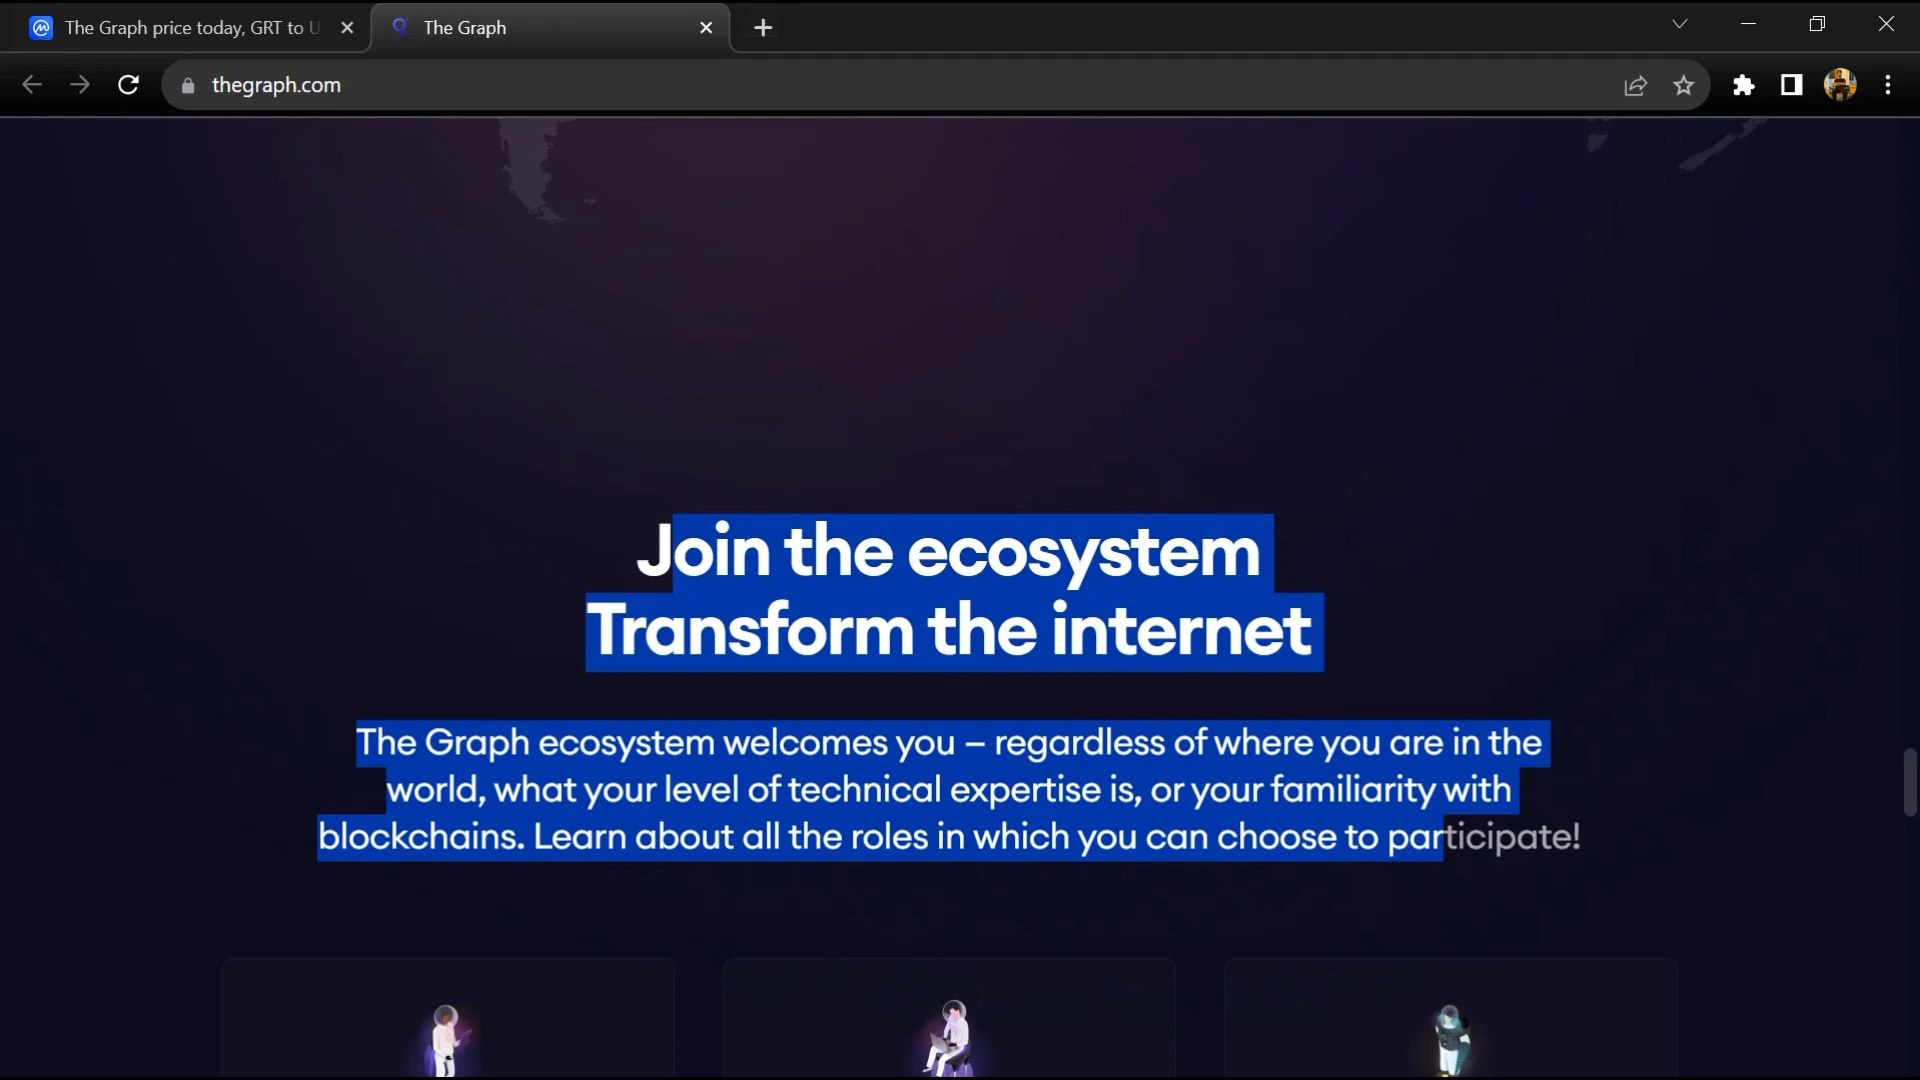 The Graph price today, GRT to U
The Graph
thegraph.com
Join the ecosystem
Transform the internet
The Graph ecosystem welcomes you – regardless of where you are in the
world, what your level of technical expertise is, or your familiarity with
blockchains. Learn about all the roles in which you can choose to participate!